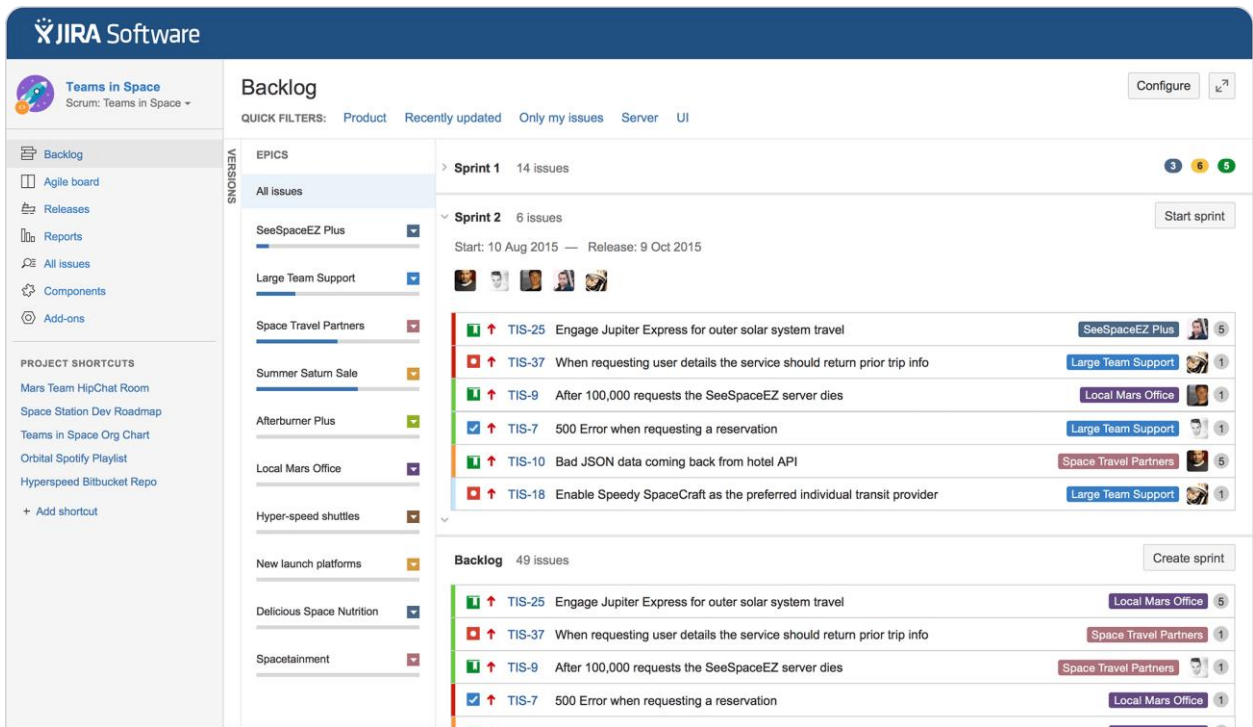 JIRA Software
Teams in Space
Scrum: Teams in Space
Backlog
Agile board
Releases
Reports
All issues
Components
Add-ons
PROJECT SHORTCUTS
Mars Team HipChat Room
Space Station Dev Roadmap
Teams in Space Org Chart
Orbital Spotify Playlist
Hyperspeed Bitbucket Repo
+ Add shortcut
Backlog
Configure
QUICK FILTERS: Product Recently updated Only my issues Server UI
VERSIONS
EPICS
All issues
SeeSpaceEZ Plus
Large Team Support
Space Travel Partners
Summer Saturn Sale
Afterburner Plus
Local Mars Office
Hyper-speed shuttles
New launch platforms
Delicious Space Nutrition
Spacetainment
Sprint 1 14 issues 3 6 5
Sprint 2 6 issues Start sprint
Start: 10 Aug 2015 — Release: 9 Oct 2015
TIS-25 Engage Jupiter Express for outer solar system travel SeeSpaceEZ Plus 5
TIS-37 When requesting user details the service should return prior trip info Large Team Support 1
TIS-9 After 100,000 requests the SeeSpaceEZ server dies Local Mars Office 1
TIS-7 500 Error when requesting a reservation Large Team Support 1
TIS-10 Bad JSON data coming back from hotel API Space Travel Partners 5
TIS-18 Enable Speedy SpaceCraft as the preferred individual transit provider Large Team Support 1
Backlog 49 issues Create sprint
TIS-25 Engage Jupiter Express for outer solar system travel Local Mars Office 5
TIS-37 When requesting user details the service should return prior trip info Space Travel Partners 1
TIS-9 After 100,000 requests the SeeSpaceEZ server dies Space Travel Partners 1
TIS-7 500 Error when requesting a reservation Local Mars Office 1